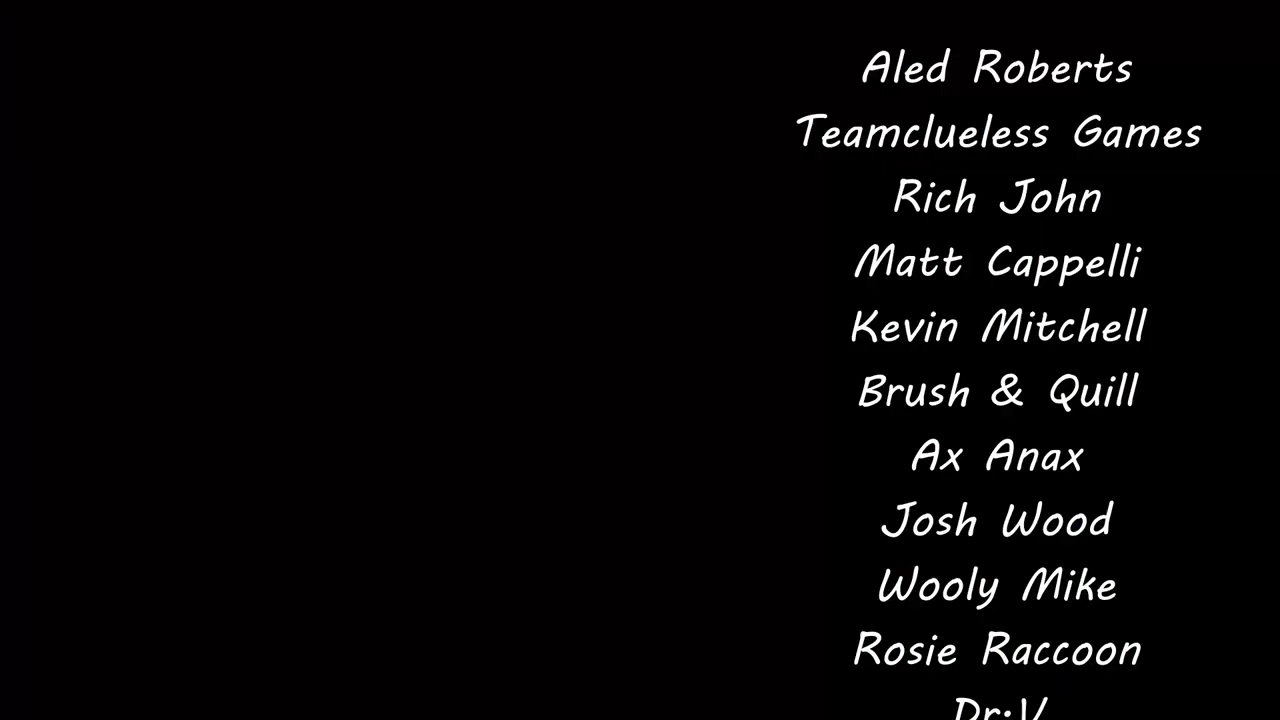 Aled Roberts
Teamclueless Games
Rich John
Matt Cappelli
Kevin Mitchell
Brush & Quill
Ax Anax
Josh Wood
Wooly Mike
Rosie Raccoon
Dr:V